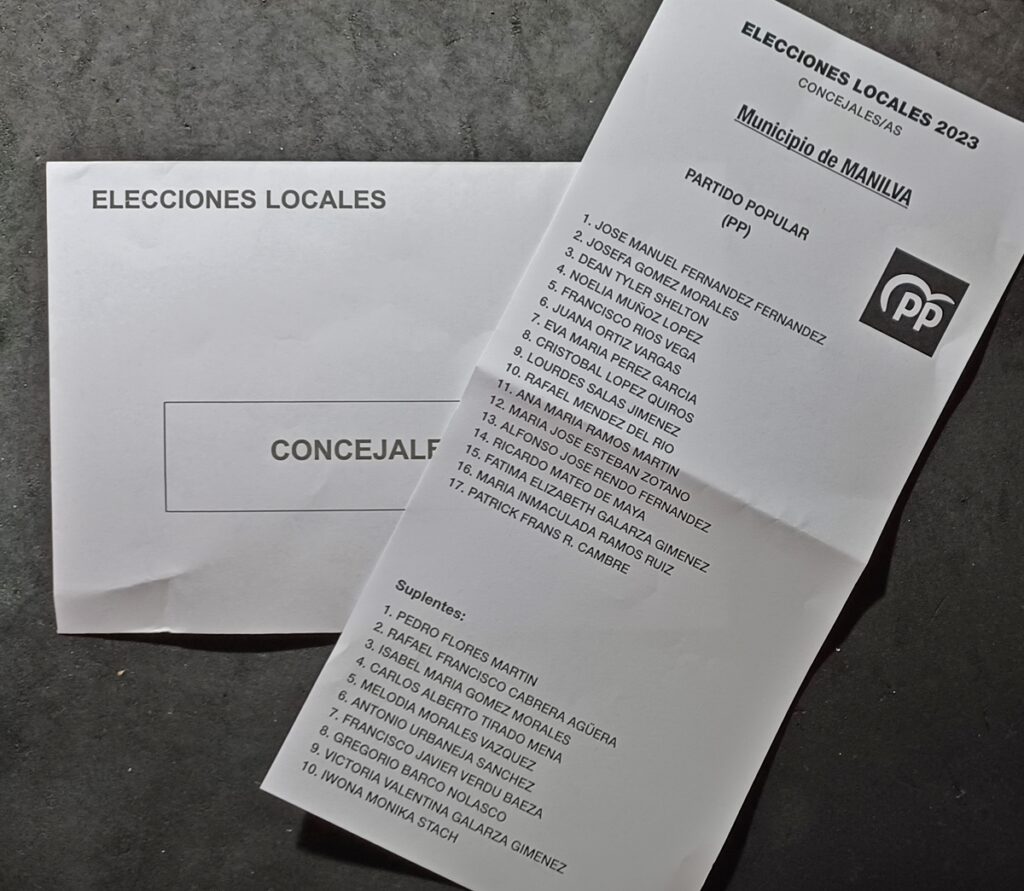 ELECCIONES LOCALES
CONCEJALE
ELECCIONES LOCALES 2023
CONCEJALES/AS
Municipio de MANILVA
PARTIDO POPULAR
(PP)
pp
1. JOSE MANUEL FERNANDEZ FERNANDEZ
2. JOSEFA GOMEZ MORALES
3. DEAN TYLER SHELTON
4. NOELIA MUÑOZ LOPEZ
5. FRANCISCO RIOS VEGA
6. JUANA ORTIZ VARGAS
7. EVA MARIA PEREZ GARCIA
8. CRISTOBAL LOPEZ QUIROS
9. LOURDES SALAS JIMENEZ
10. RAFAEL MENDEZ DEL RIO
11. ANA MARIA RAMOS MARTIN
12. MARIA JOSE ESTEBAN ZOTANO
13. ALFONSO JOSE RENDO FERNANDEZ
14. RICARDO MATEO DE MAYA
15. FATIMA ELIZABETH GALARZA GIMENEZ
16. MARIA INMACULADA RAMOS RUIZ
17. PATRICK FRANS R. CAMBRE
Suplentes:
1. PEDRO FLORES MARTIN
2. RAFAEL FRANCISCO CABRERA AGÜERA
3. ISABEL MARIA GOMEZ MORALES
4. CARLOS ALBERTO TIRADO MENA
5. MELODIA MORALES VAZQUEZ
6. ANTONIO URBANEJA SANCHEZ
7. FRANCISCO JAVIER VERDU BAEZA
8. GREGORIO BARCO NOLASCO
9. VICTORIA VALENTINA GALARZA GIMENEZ
10. IWONA MONIKA STACH